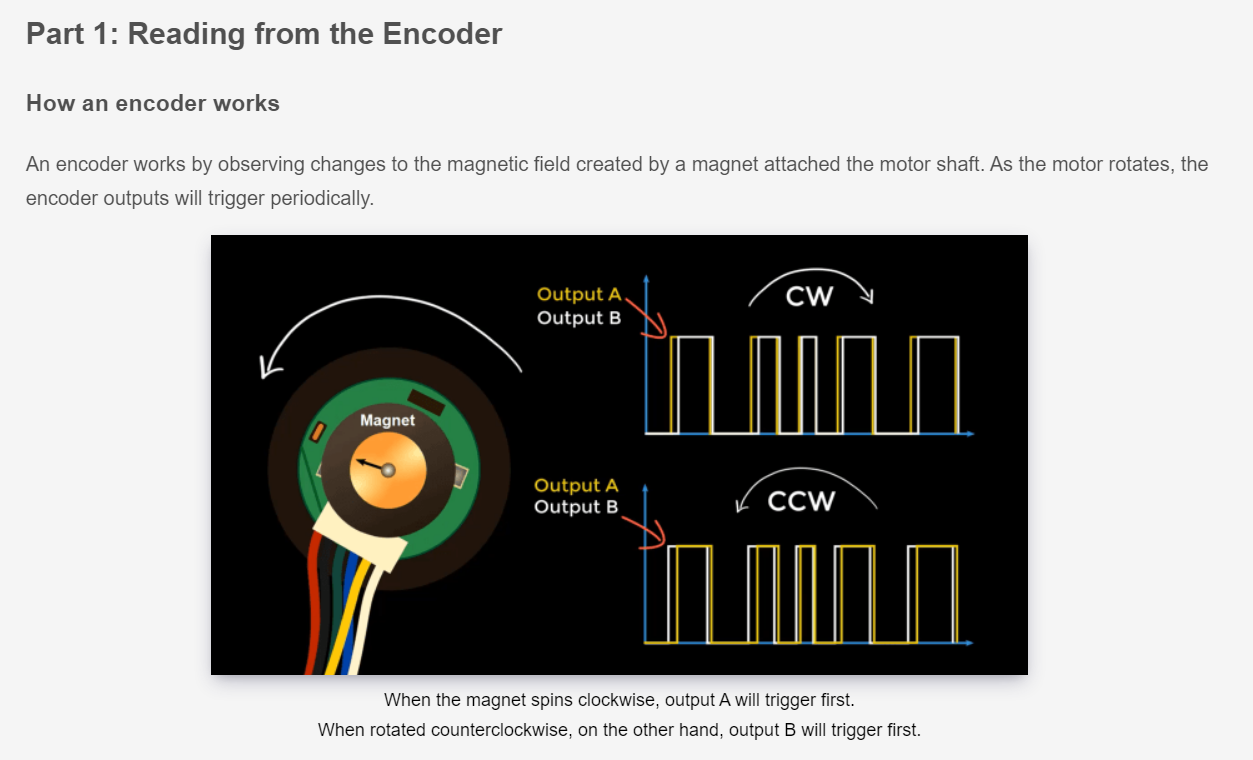 Part 1: Reading from the Encoder
How an encoder works
An encoder works by observing changes to the magnetic field created by a magnet attached the motor shaft. As the motor rotates, the
encoder outputs will trigger periodically.
Output A
Output B
CW
Magnet
Output A
Output B
CCW
When the magnet spins clockwise, output A will trigger first.
When rotated counterclockwise, on the other hand, output B will trigger first.